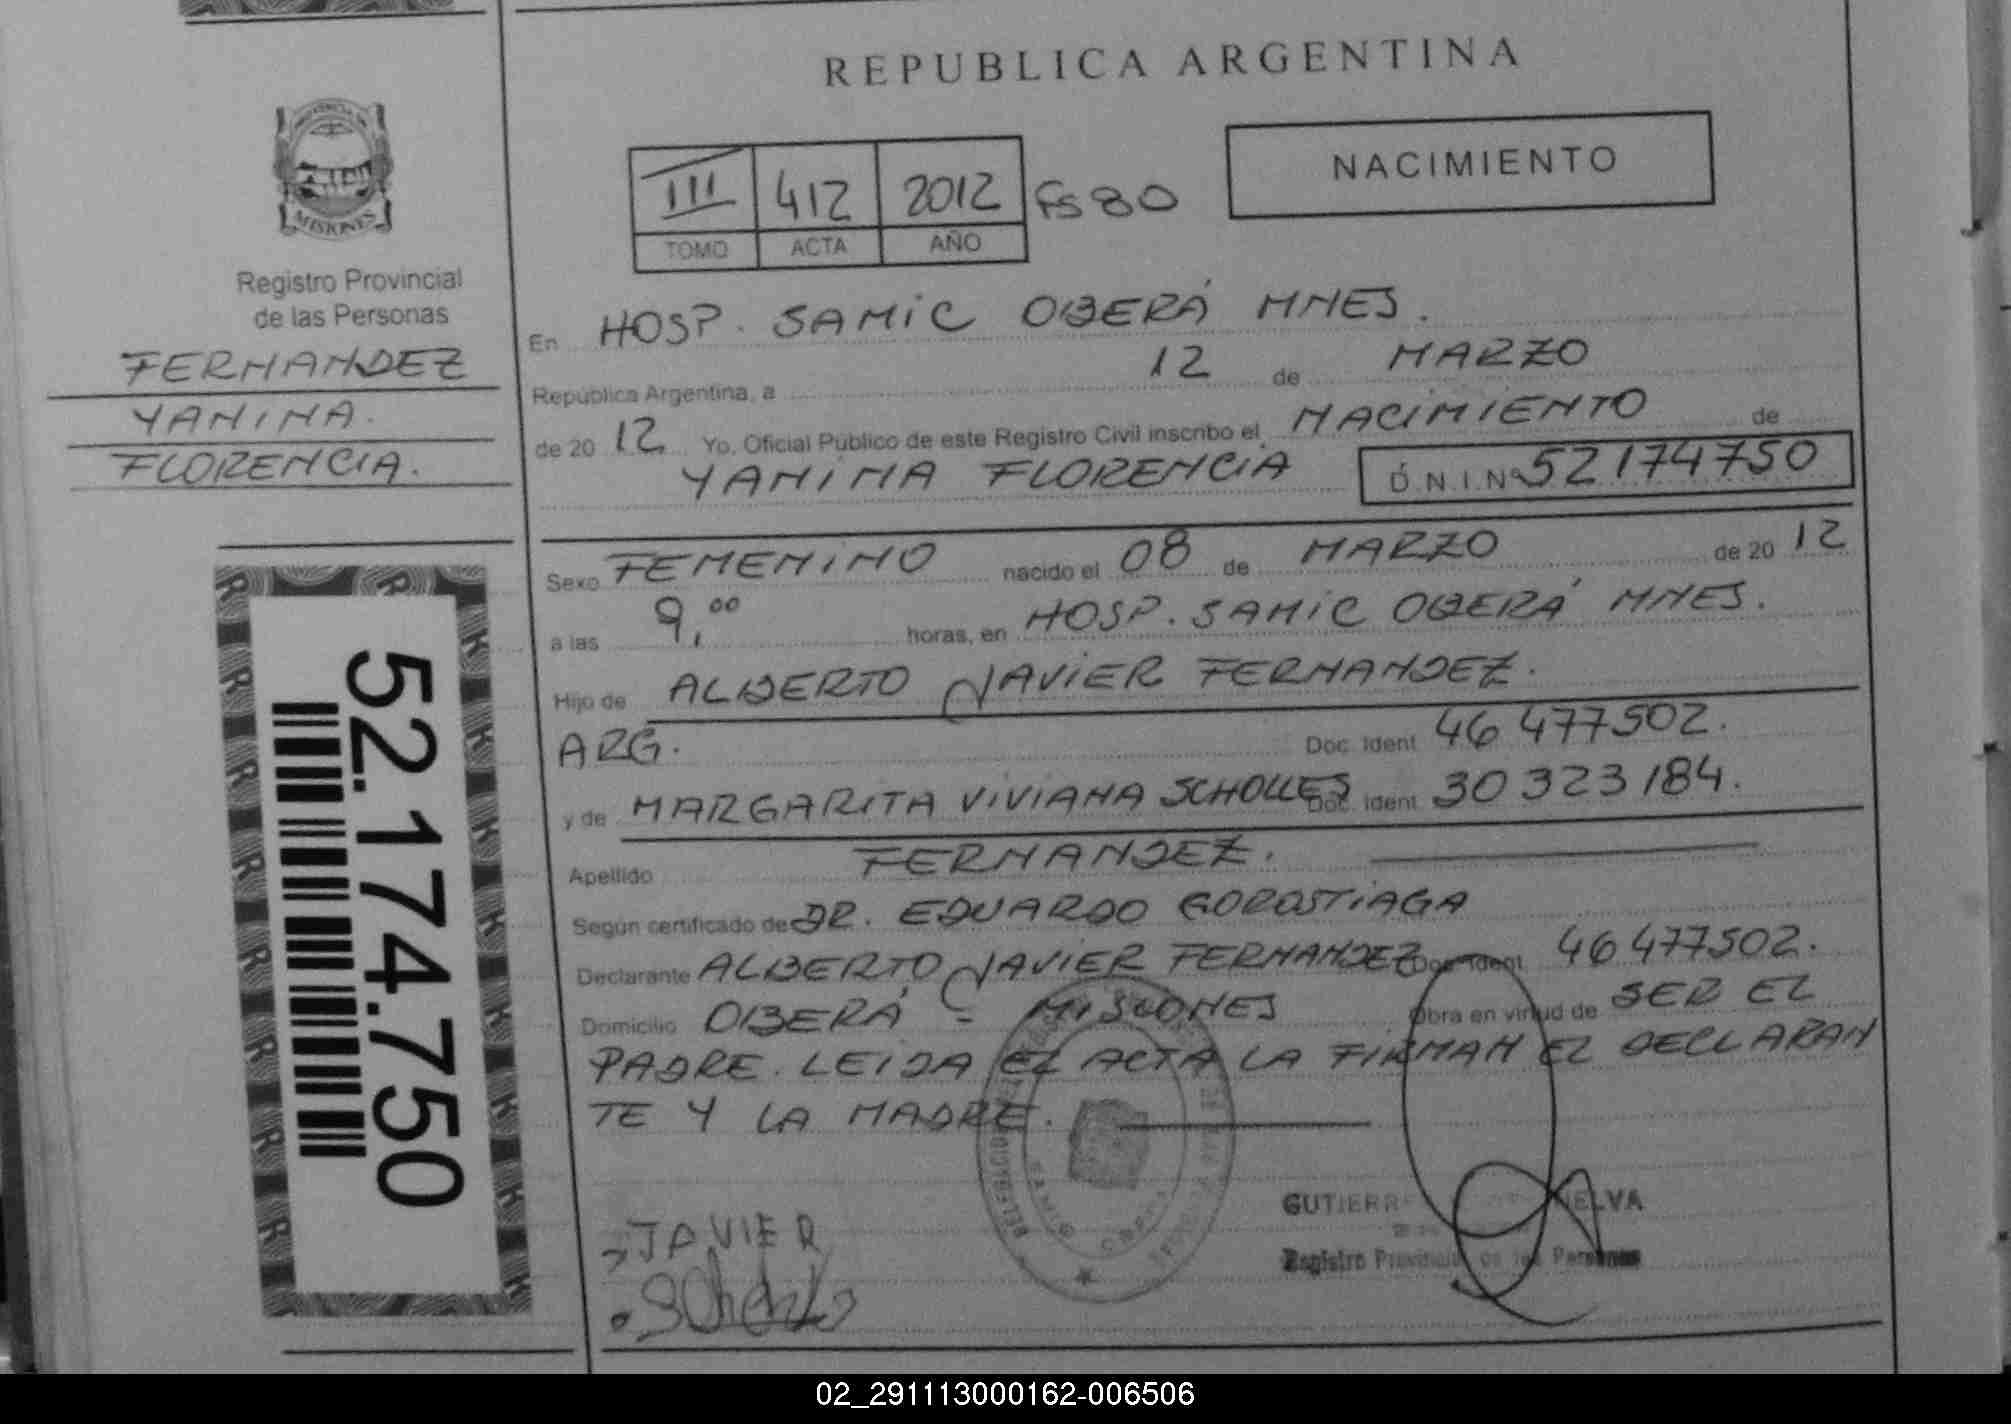 REPUBLICA ARGENTINA
NACIMIENTO
III 412 2012 Fs 80
TOMO ACTA AÑO
MISIONES
Registro Provincial
de las Personas
FERNANDEZ
YANINA.
FLORENCIA.
En HOSP. SAMIC OBERÁ MNES.
República Argentina, a 12 de MARZO
de 20 12 Yo, Oficial Público de este Registro Civil inscribo el NACIMIENTO de
YANINA FLORENCIA D.N.I.Nº 52174750
Sexo FEMENINO nacido el 08 de MARZO de 20 12
a las 9,00 horas, en HOSP. SAMIC OBERÁ MNES.
Hijo de ALBERTO JAVIER FERNANDEZ.
ARG. Doc. Ident 46 477502.
y de MARGARITA VIVIANA SCHOLLES Doc. Ident 30 323 184.
Apellido FERNANDEZ.
Según certificado de DR. EDUARDO GOROSTIAGA
Declarante ALBERTO JAVIER FERNANDEZ Doc. Ident 46 477502.
Domicilio OBERÁ - MISIONES Obra en virtud de SER EL
PADRE. LEIDA EL ACTA LA FIRMAN EL DECLARAN
TE Y LA MADRE.
JAVIER
GUTIERR ELVA
Registro Provincial de las Personas
52.174.750
02_291113000162-006506